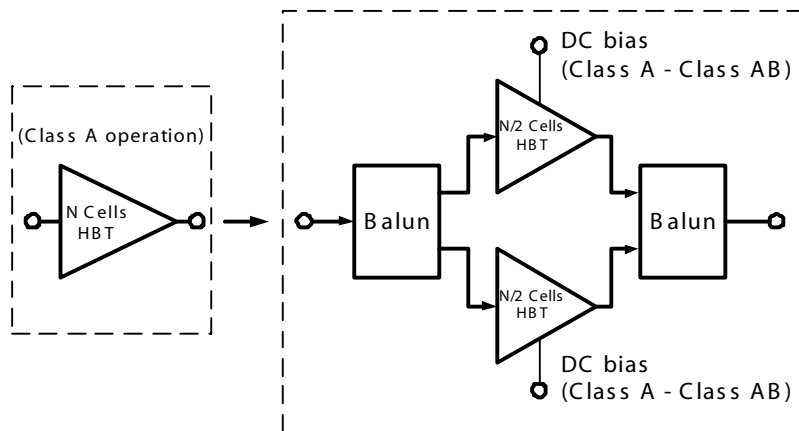 (Class A operation)
N Cells
HBT
DC bias
(Class A - Class AB)
N/2 Cells
HBT
Balun
Balun
N/2 Cells
HBT
DC bias
(Class A - Class AB)